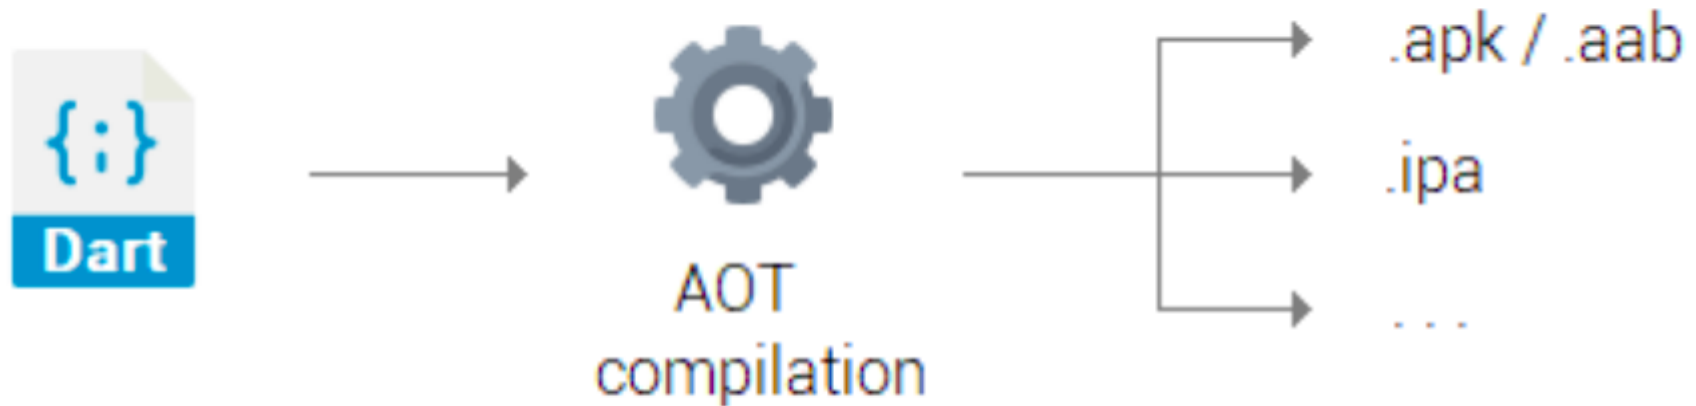 {;}
Dart
AOT
compilation
.apk / .aab
.ipa
...